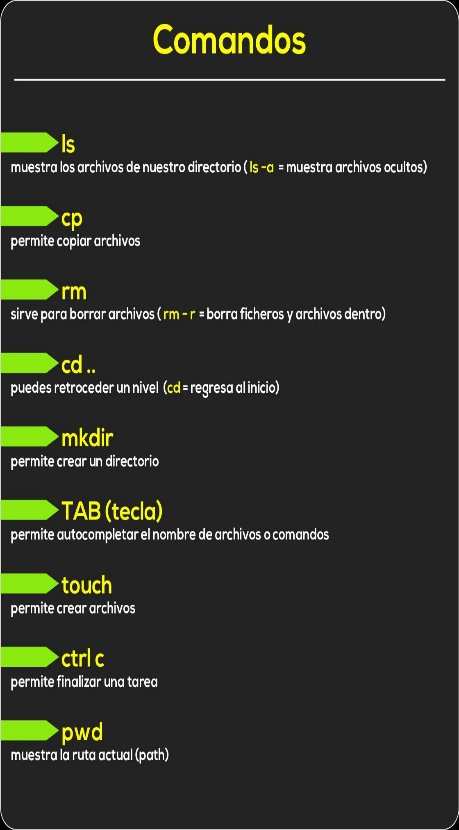 Comandos
ls
muestra los archivos de nuestro directorio ( ls -a = muestra archivos ocultos)
cp
permite copiar archivos
rm
sirve para borrar archivos ( rm - r = borra ficheros y archivos dentro)
cd ..
puedes retroceder un nivel (cd = regresa al inicio)
mkdir
permite crear un directorio
TAB (tecla)
permite autocompletar el nombre de archivos o comandos
touch
permite crear archivos
ctrl c
permite finalizar una tarea
pwd
muestra la ruta actual (path)